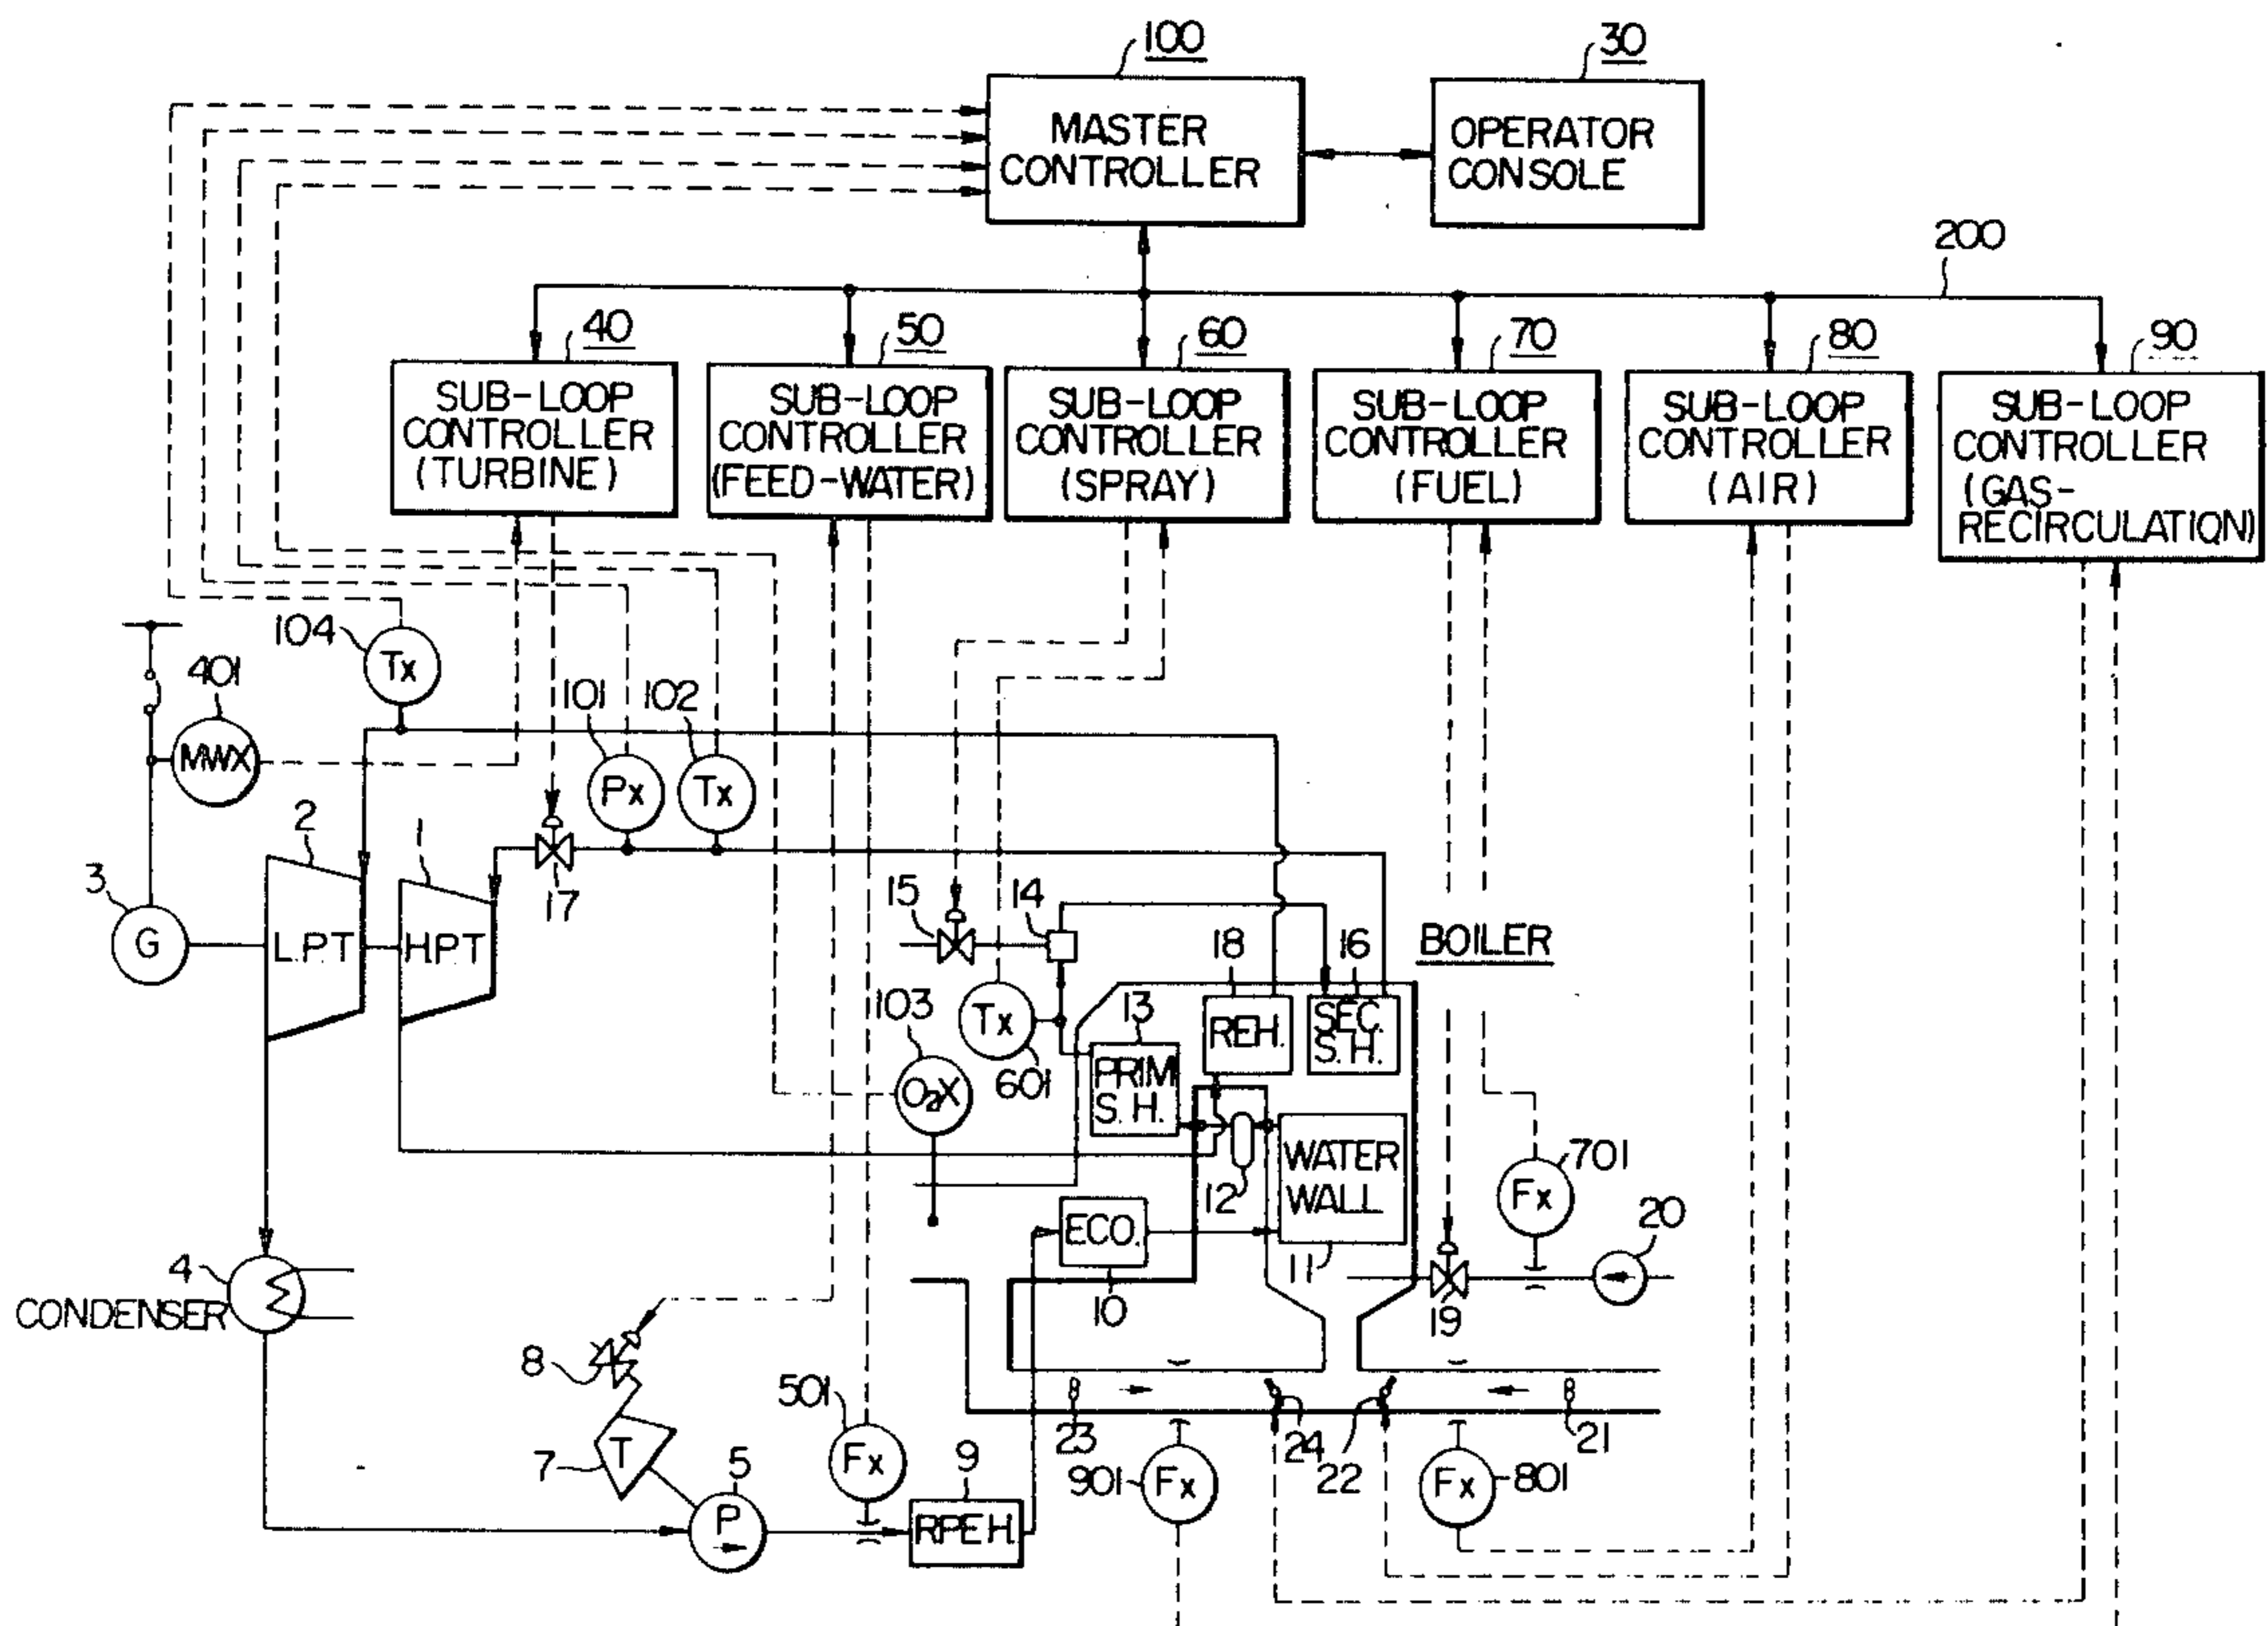 100
30
MASTER
CONTROLLER
OPERATOR
CONSOLE
200
40
50
60
70
80
90
SUB-LOOP
CONTROLLER
(TURBINE)
SUB-LOOP
CONTROLLER
(FEED-WATER)
SUB-LOOP
CONTROLLER
(SPRAY)
SUB-LOOP
CONTROLLER
(FUEL)
SUB-LOOP
CONTROLLER
(AIR)
SUB-LOOP
CONTROLLER
(GAS-
RECIRCULATION)
104
Tx
401
MWX
101
Px
102
Tx
2
1
3
G
L.PT
H.PT
17
15
14
18
16
BOILER
103
O2X
Tx
601
13
PRIM
S.H.
REH.
SEC.
S.H.
12
WATER
WALL
11
701
Fx
20
19
ECO.
10
4
CONDENSER
8
7
T
5
P
501
Fx
9
RPEH.
23
24
22
21
901
Fx
Fx
801